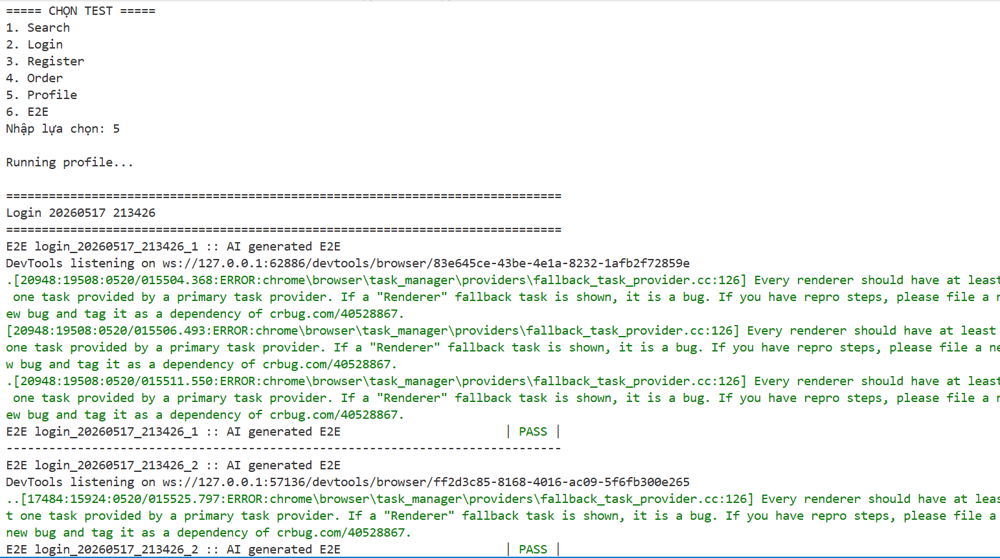 ===== CHỌN TEST =====
1. Search
2. Login
3. Register
4. Order
5. Profile
6. E2E
Nhập lựa chọn: 5
Running profile...
==============================================================================
Login 20260517 213426
==============================================================================
E2E login_20260517_213426_1 :: AI generated E2E
DevTools listening on ws://127.0.0.1:62886/devtools/browser/83e645ce-43be-4e1a-8232-1afb2f72859e
.[20948:19508:0520/015504.368:ERROR:chrome\browser\task_manager\providers\fallback_task_provider.cc:126] Every renderer should have at least
 one task provided by a primary task provider. If a "Renderer" fallback task is shown, it is a bug. If you have repro steps, please file a n
ew bug and tag it as a dependency of crbug.com/40528867.
[20948:19508:0520/015506.493:ERROR:chrome\browser\task_manager\providers\fallback_task_provider.cc:126] Every renderer should have at least
one task provided by a primary task provider. If a "Renderer" fallback task is shown, it is a bug. If you have repro steps, please file a ne
w bug and tag it as a dependency of crbug.com/40528867.
.[20948:19508:0520/015511.550:ERROR:chrome\browser\task_manager\providers\fallback_task_provider.cc:126] Every renderer should have at least
 one task provided by a primary task provider. If a "Renderer" fallback task is shown, it is a bug. If you have repro steps, please file a n
ew bug and tag it as a dependency of crbug.com/40528867.
E2E login_20260517_213426_1 :: AI generated E2E                       | PASS |
------------------------------------------------------------------------------
E2E login_20260517_213426_2 :: AI generated E2E
DevTools listening on ws://127.0.0.1:57136/devtools/browser/ff2d3c85-8168-4016-ac09-5f6fb300e265
..[17484:15924:0520/015525.797:ERROR:chrome\browser\task_manager\providers\fallback_task_provider.cc:126] Every renderer should have at leas
t one task provided by a primary task provider. If a "Renderer" fallback task is shown, it is a bug. If you have repro steps, please file a
new bug and tag it as a dependency of crbug.com/40528867.
E2E login_20260517_213426_2 :: AI generated E2E                       | PASS |